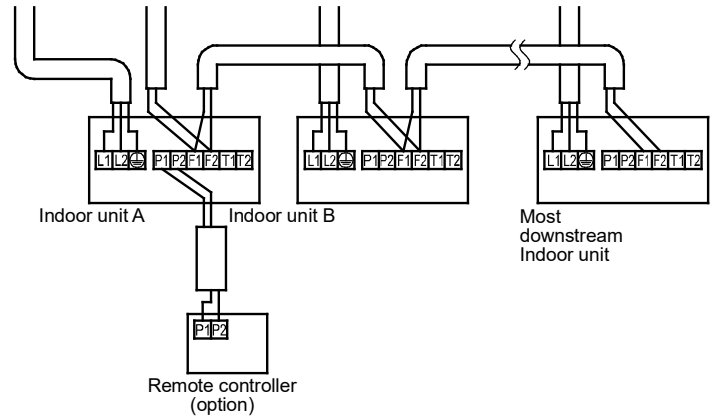 L1 L2 P1 P2 F1 F2 T1 T2
L1 L2 P1 P2 F1 F2 T1 T2
L1 L2 P1 P2 F1 F2 T1 T2
Indoor unit A
Indoor unit B
Most
downstream
Indoor unit
P1 P2
Remote controller
(option)